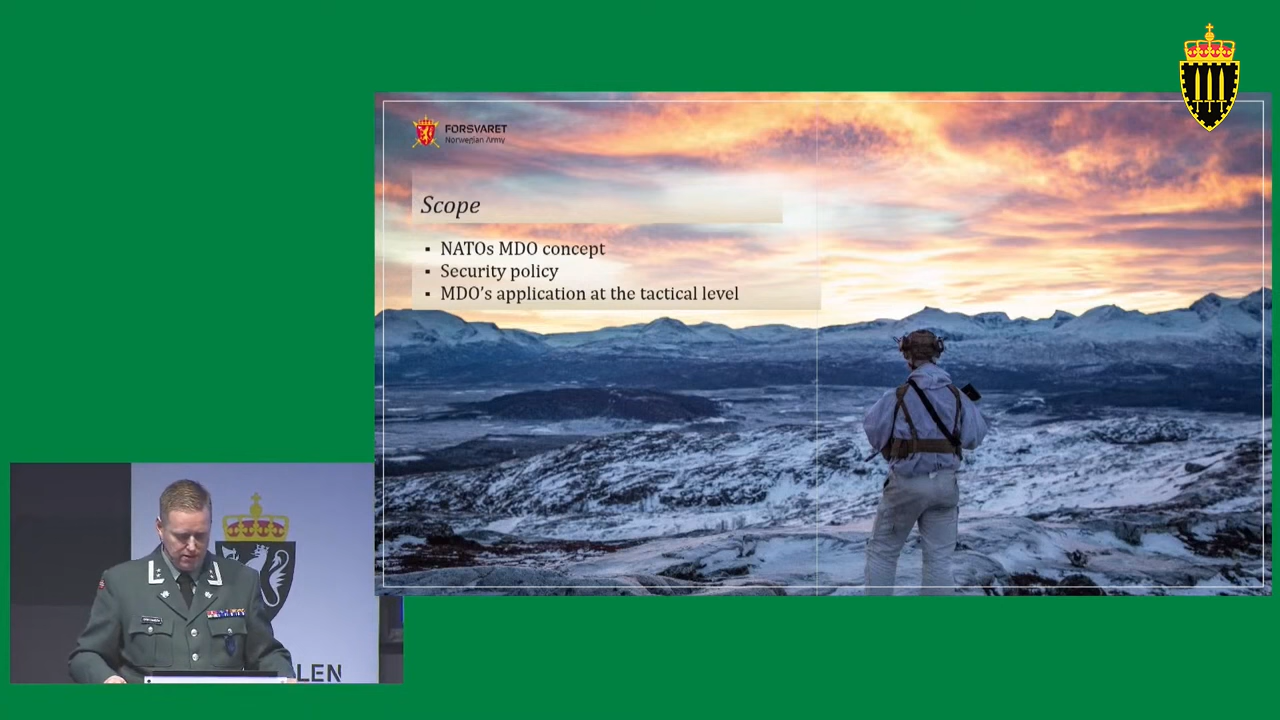 FORSVARET
Norwegian Army
Scope
▪ NATOs MDO concept
▪ Security policy
▪ MDO's application at the tactical level
LEN